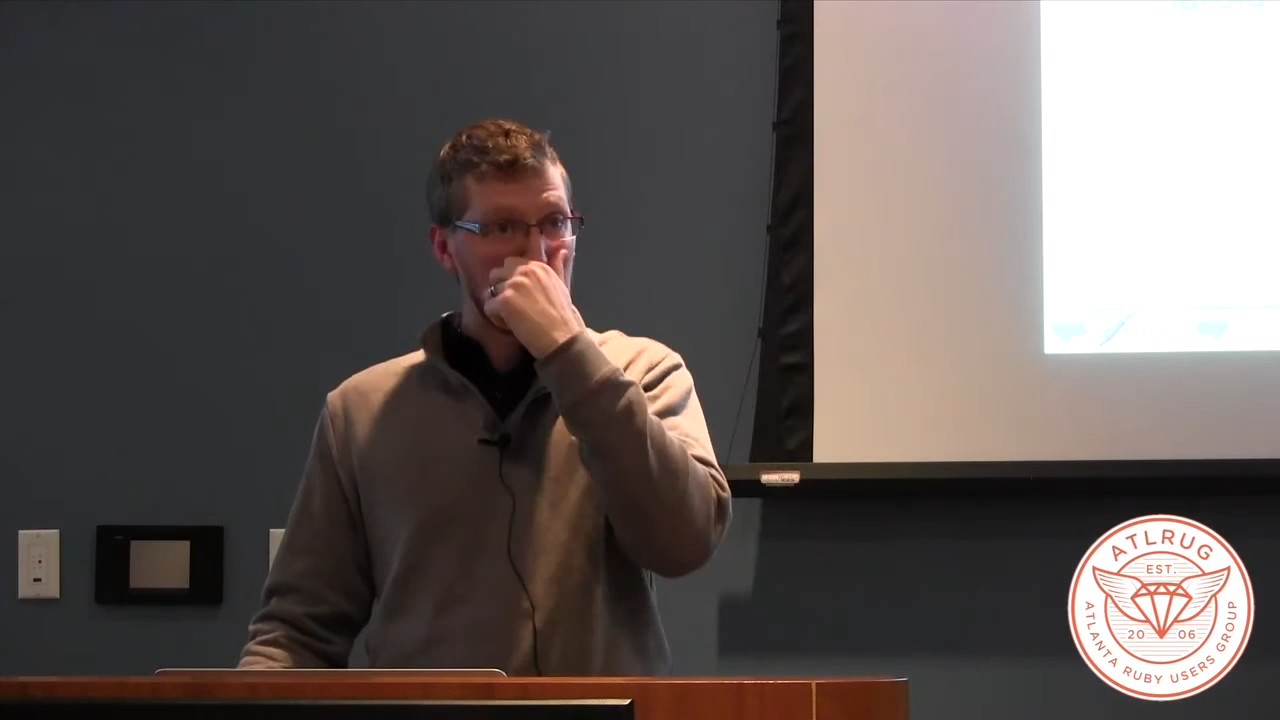 ATLRUG
EST.
20 06
ATLANTA RUBY USERS GROUP